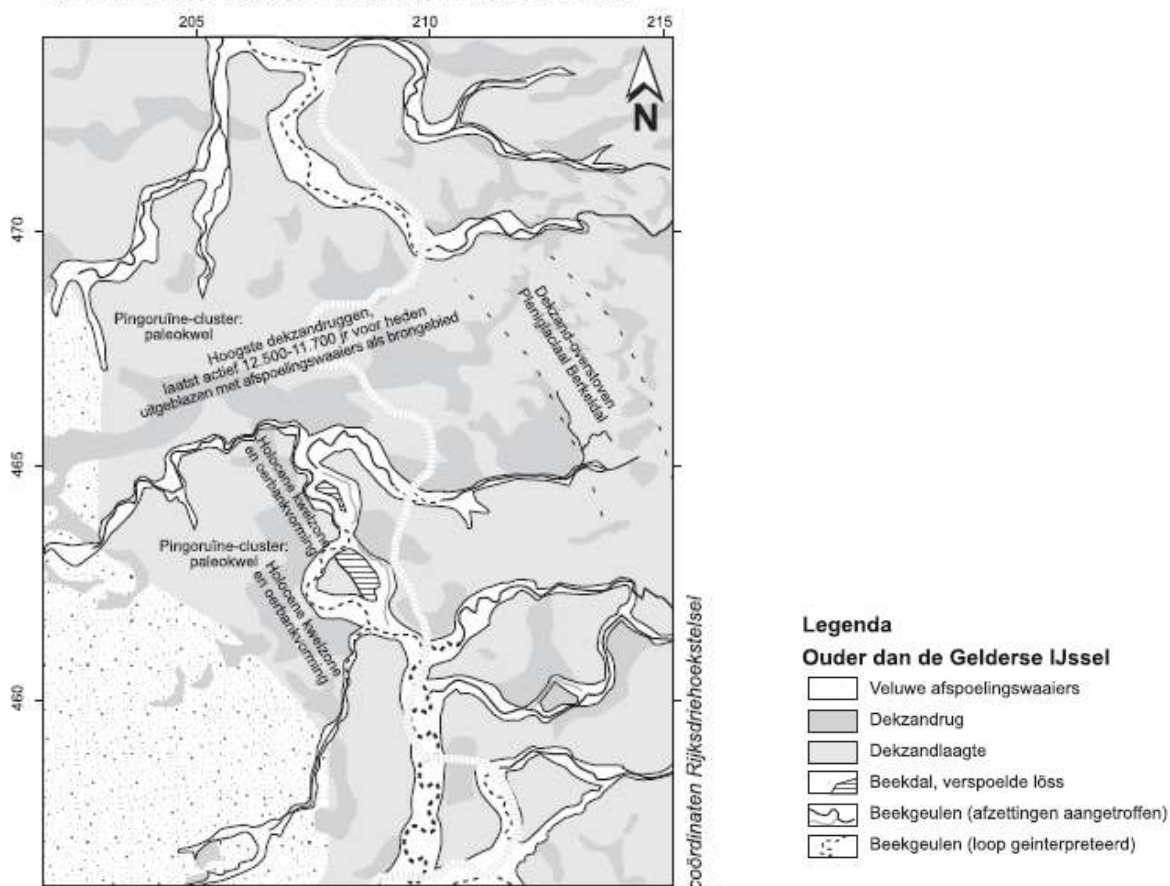 205
210
215
N
470
465
460
Pingoruïne-cluster:
paleokwel
Hoogste dekzandruggen,
laatst actief 12.500-11.700 jr voor heden
uitgeblazen met afspoelingswaaiers als brongebied
Dekzand-overstoven
Pleniglaciaal Berkeldal
Holocene kwelzone
en oerbankvorming
Pingoruïne-cluster:
paleokwel
Holocene kwelzone
en oerbankvorming
coördinaten Rijksdriehoekstelsel
Legenda
Ouder dan de Gelderse IJssel
Veluwe afspoelingswaaiers
Dekzandrug
Dekzandlaagte
Beekdal, verspoelde löss
Beekgeulen (afzettingen aangetroffen)
Beekgeulen (loop geinterpreteerd)